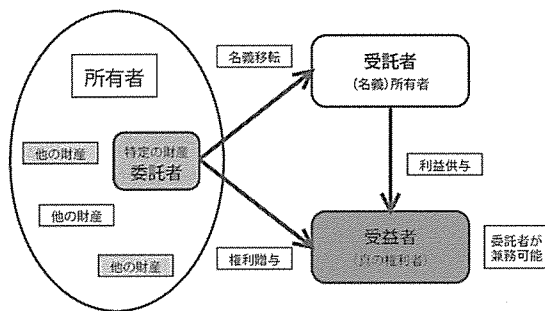 所有者
他の財産
特定の財産
委託者
他の財産
他の財産
名義移転
権利贈与
受託者
(名義)所有者
利益供与
受益者
(真の権利者)
委託者が
兼務可能